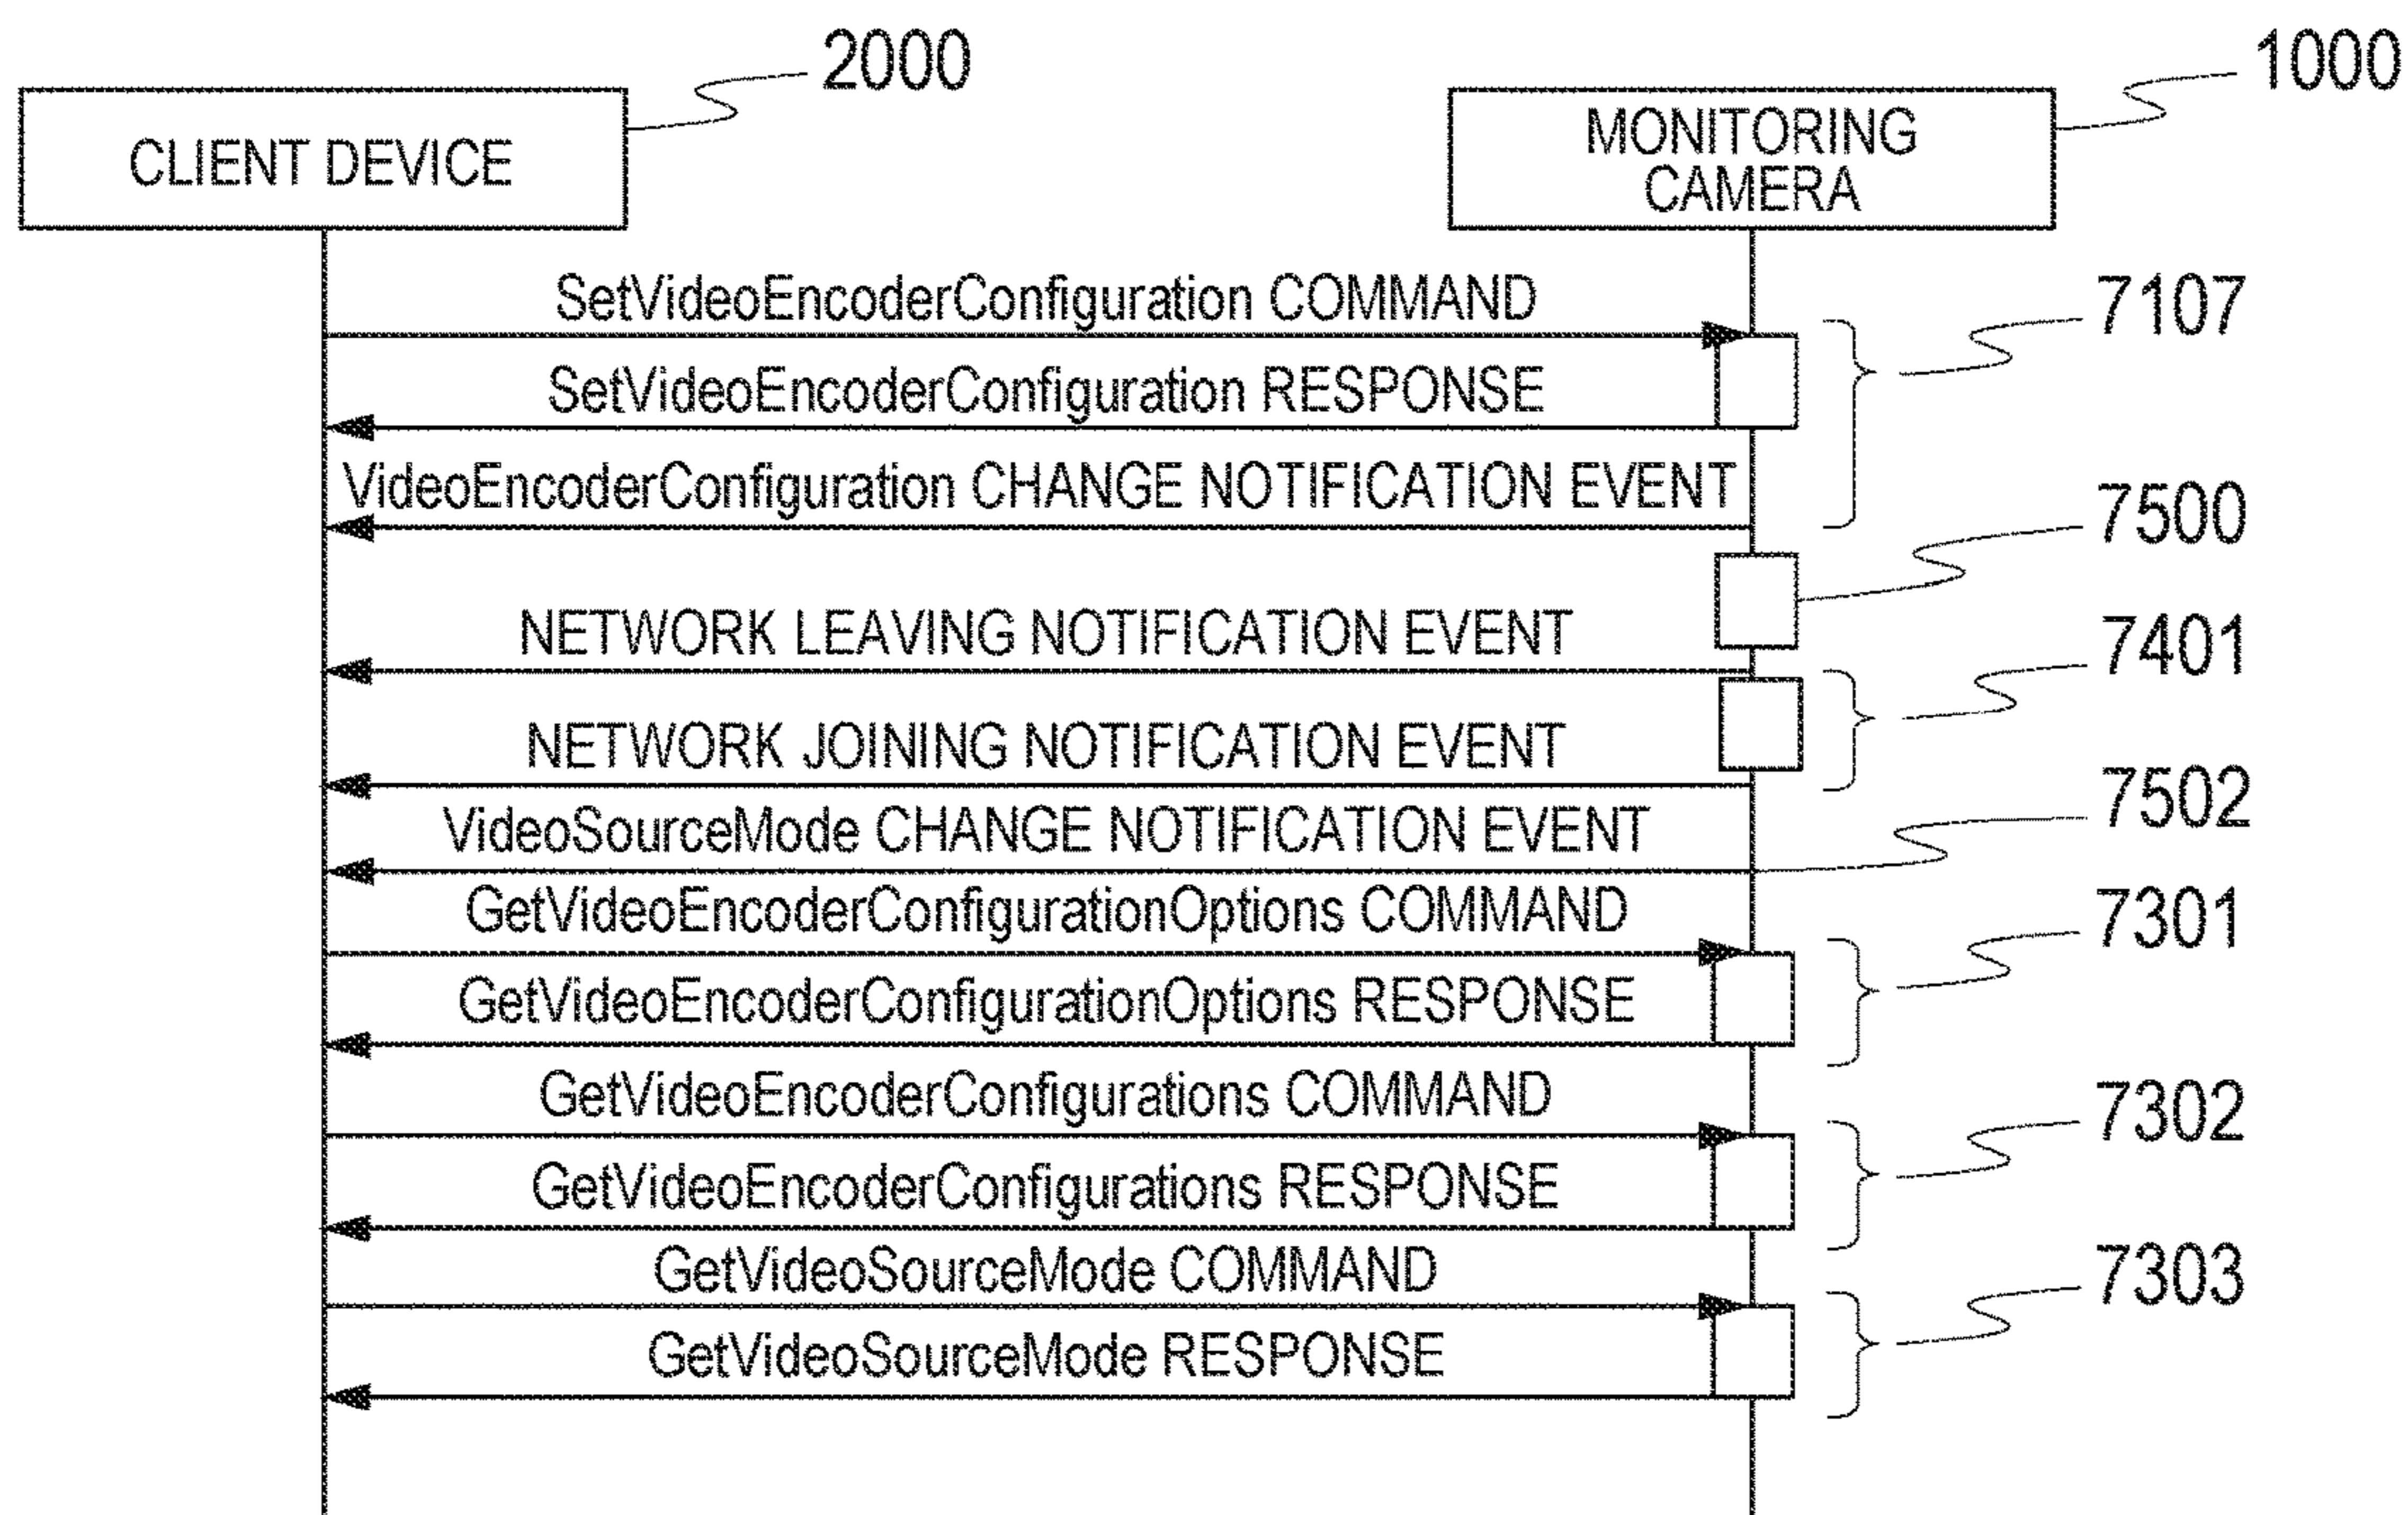 2000
1000
CLIENT DEVICE
MONITORING
CAMERA
SetVideoEncoderConfiguration COMMAND
7107
SetVideoEncoderConfiguration RESPONSE
VideoEncoderConfiguration CHANGE NOTIFICATION EVENT
7500
NETWORK LEAVING NOTIFICATION EVENT
7401
NETWORK JOINING NOTIFICATION EVENT
7502
VideoSourceMode CHANGE NOTIFICATION EVENT
GetVideoEncoderConfigurationOptions COMMAND
7301
GetVideoEncoderConfigurationOptions RESPONSE
GetVideoEncoderConfigurations COMMAND
7302
GetVideoEncoderConfigurations RESPONSE
GetVideoSourceMode COMMAND
7303
GetVideoSourceMode RESPONSE